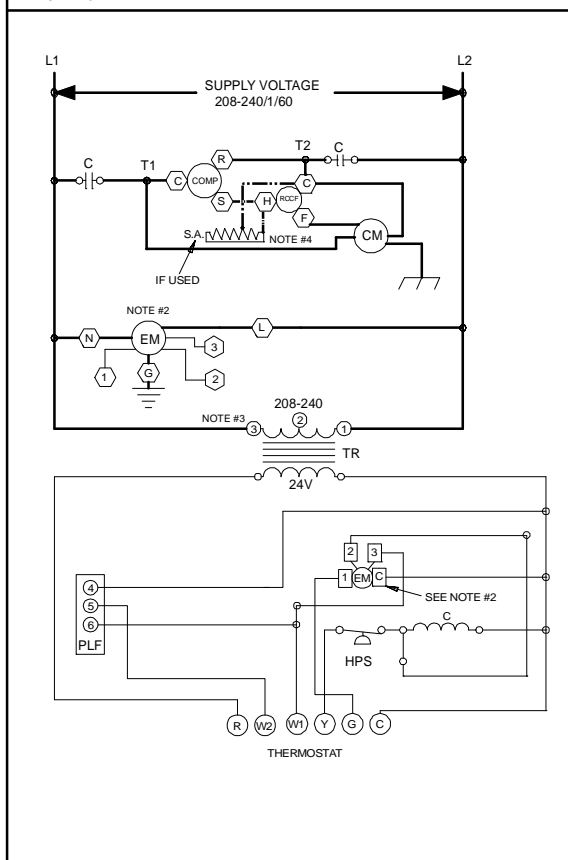 L1
L2
SUPPLY VOLTAGE
208-240/1/60
C
T1
C
COMP
R
S
T2
C
C
H
RCCF
F
S.A.
NOTE #4
IF USED
CM
NOTE #2
N
EM
L
3
1
G
2
208-240
NOTE #3
3
2
1
TR
24V
2
3
1
EM
C
SEE NOTE #2
4
5
6
PLF
C
HPS
R
W2
W1
Y
G
C
THERMOSTAT